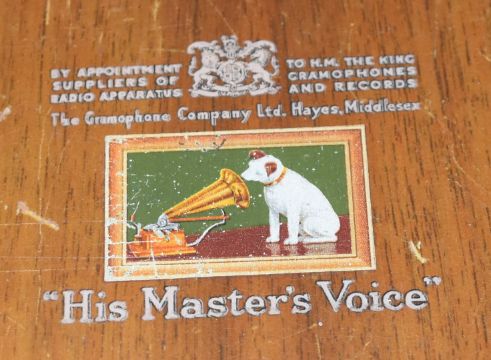 BY APPOINTMENT TO H.M. THE KING
SUPPLIERS OF GRAMOPHONES
RADIO APPARATUS AND RECORDS
The Gramophone Company Ltd. Hayes, Middlesex
"His Master's Voice"